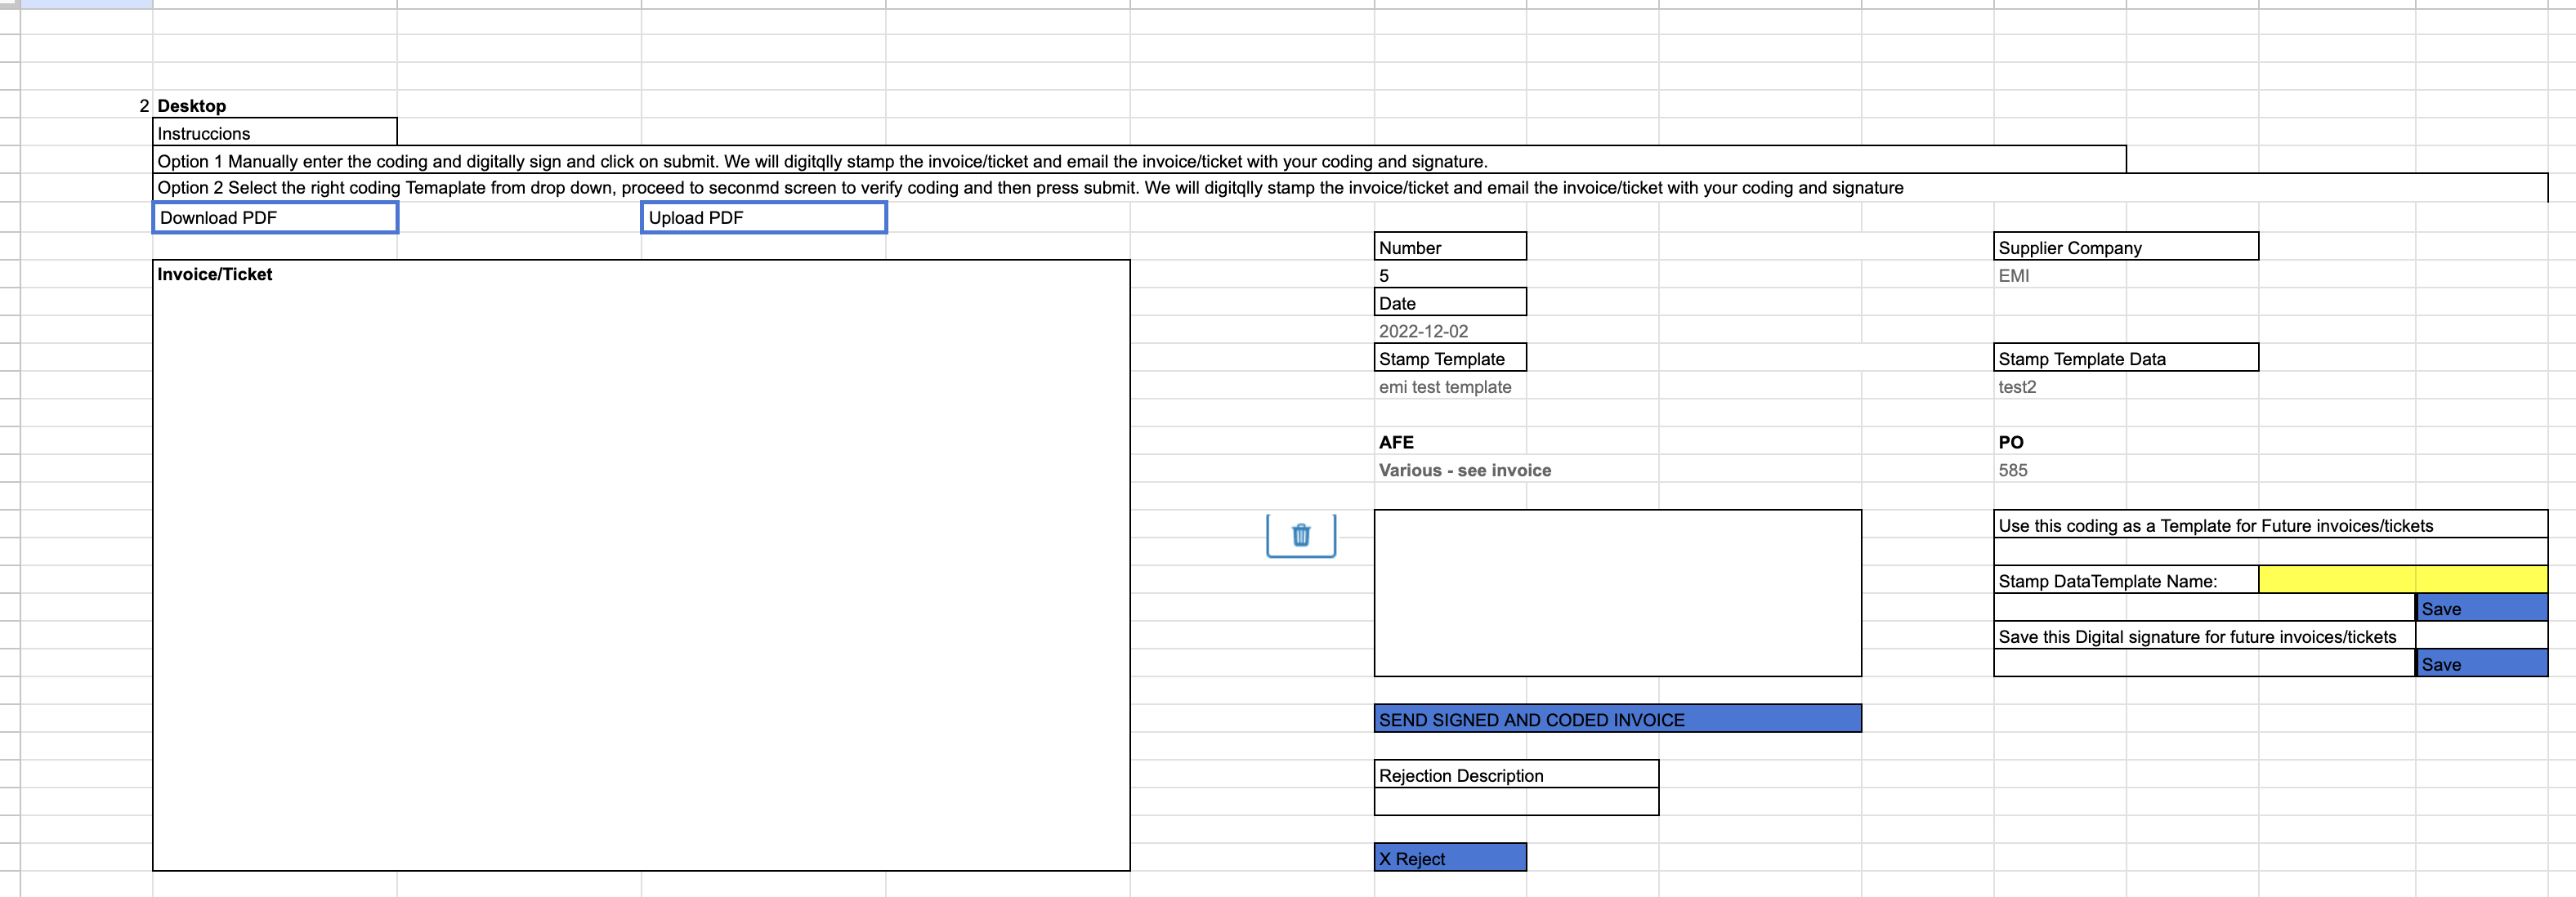 2 Desktop
Instruccions
Option 1 Manually enter the coding and digitally sign and click on submit. We will digitqlly stamp the invoice/ticket and email the invoice/ticket with your coding and signature.
Option 2 Select the right coding Temaplate from drop down, proceed to seconmd screen to verify coding and then press submit. We will digitqlly stamp the invoice/ticket and email the invoice/ticket with your coding and signature
Download PDF Upload PDF
Number Supplier Company
Invoice/Ticket 5 EMI
Date
2022-12-02
Stamp Template Stamp Template Data
emi test template test2
AFE PO
Various - see invoice 585
Use this coding as a Template for Future invoices/tickets
Stamp DataTemplate Name:
Save
Save this Digital signature for future invoices/tickets
Save
SEND SIGNED AND CODED INVOICE
Rejection Description
X Reject